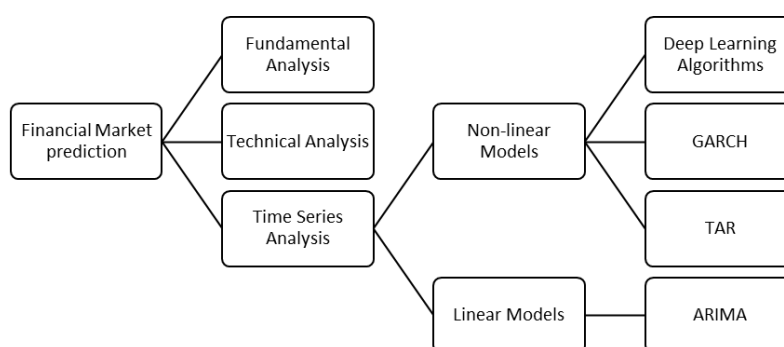 Financial Market
prediction
Fundamental
Analysis
Technical Analysis
Time Series
Analysis
Non-linear
Models
Linear Models
Deep Learning
Algorithms
GARCH
TAR
ARIMA